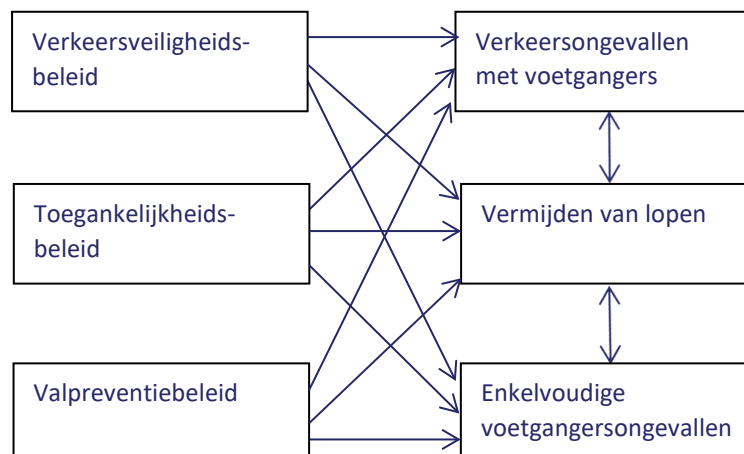 Verkeersveiligheids-
beleid
Verkeersongevallen
met voetgangers
Toegankelijkheids-
beleid
Vermijden van lopen
Valpreventiebeleid
Enkelvoudige
voetgangersongevallen